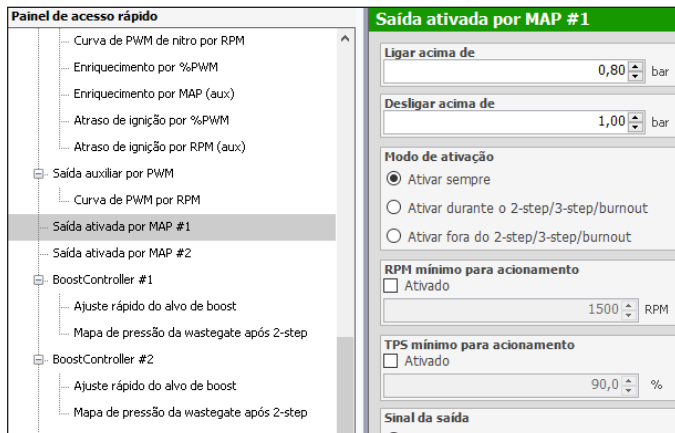 Painel de acesso rápido
Curva de PWM de nitro por RPM
Enriquecimento por %PWM
Enriquecimento por MAP (aux)
Atraso de ignição por %PWM
Atraso de ignição por RPM (aux)
Saída auxiliar por PWM
Curva de PWM por RPM
Saída ativada por MAP #1
Saída ativada por MAP #2
BoostController #1
Ajuste rápido do alvo de boost
Mapa de pressão da wastegate após 2-step
BoostController #2
Ajuste rápido do alvo de boost
Mapa de pressão da wastegate após 2-step
Saída ativada por MAP #1
Ligar acima de
0,80 bar
Desligar acima de
1,00 bar
Modo de ativação
Ativar sempre
Ativar durante o 2-step/3-step/burnout
Ativar fora do 2-step/3-step/burnout
RPM mínimo para acionamento
Ativado
1500 RPM
TPS mínimo para acionamento
Ativado
90,0 %
Sinal da saída